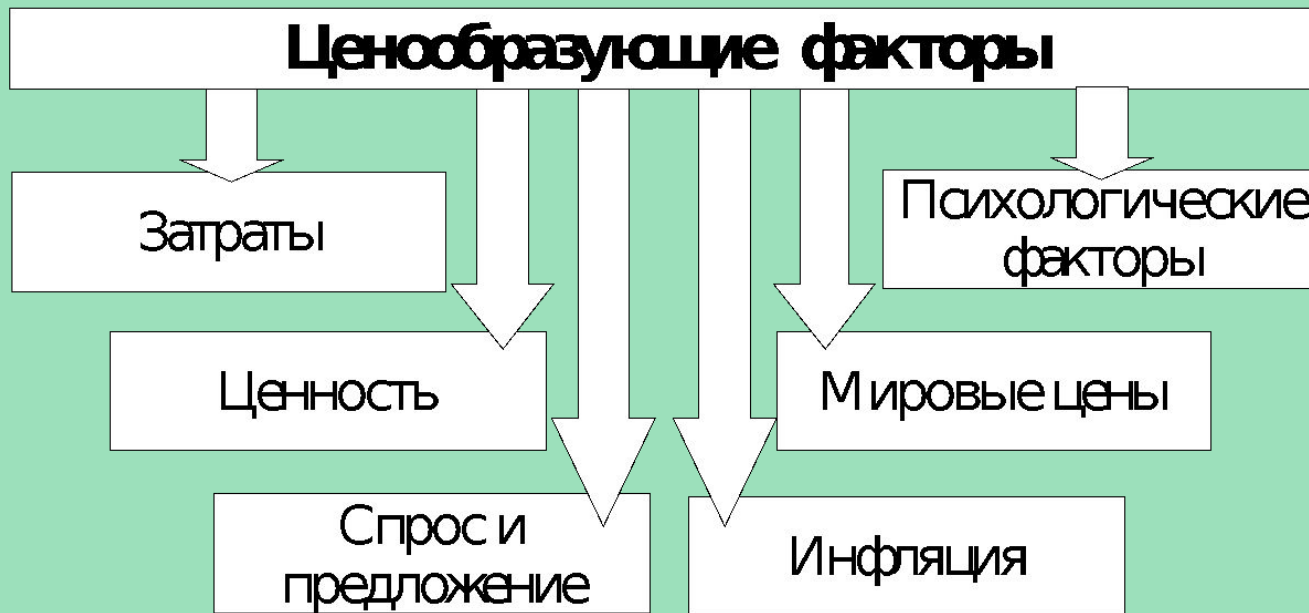 Ценообразующие факторы
Затраты
Психологические
факторы
Ценность
Мировые цены
Спрос и
предложение
Инфляция